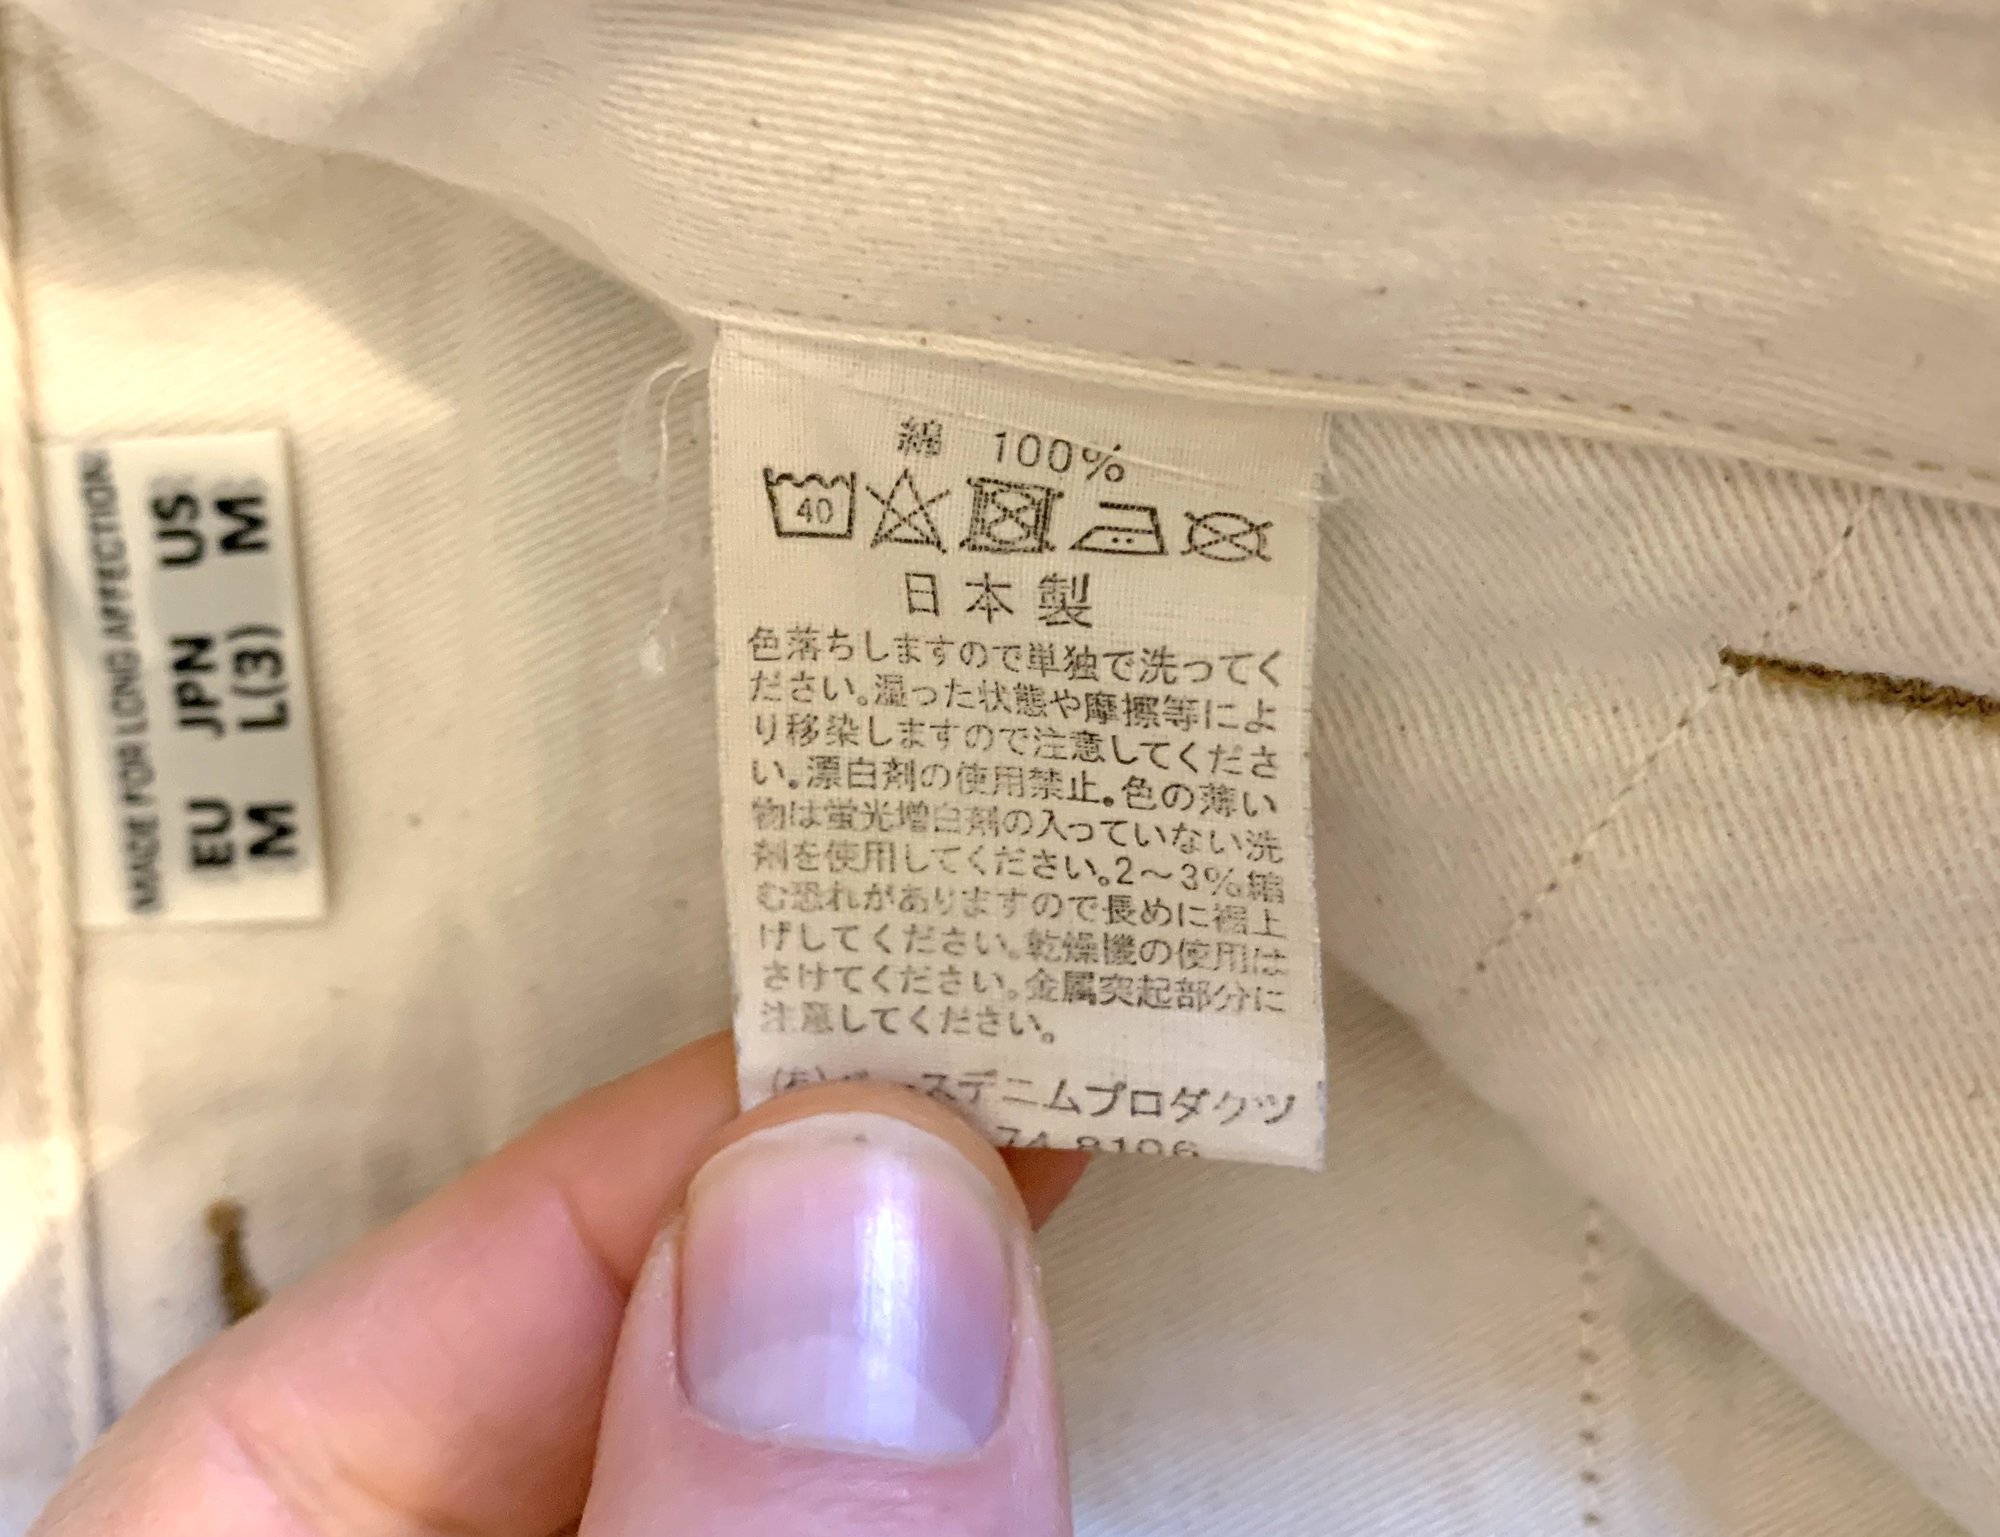 MADE FOR LONG AFFECTION
EU JPN US
M L(3) M
綿 100%
40
日本製
色落ちしますので単独で洗ってく
ださい。湿った状態や摩擦等によ
り移染しますので注意してくださ
い。漂白剤の使用禁止。色の薄い
物は蛍光増白剤の入っていない洗
剤を使用してください。2～3%縮
む恐れがありますので長めに裾上
げしてください。乾燥機の使用は
さけてください。金属突起部分に
注意してください。
(有) スデニムプロダクツ
74 8106